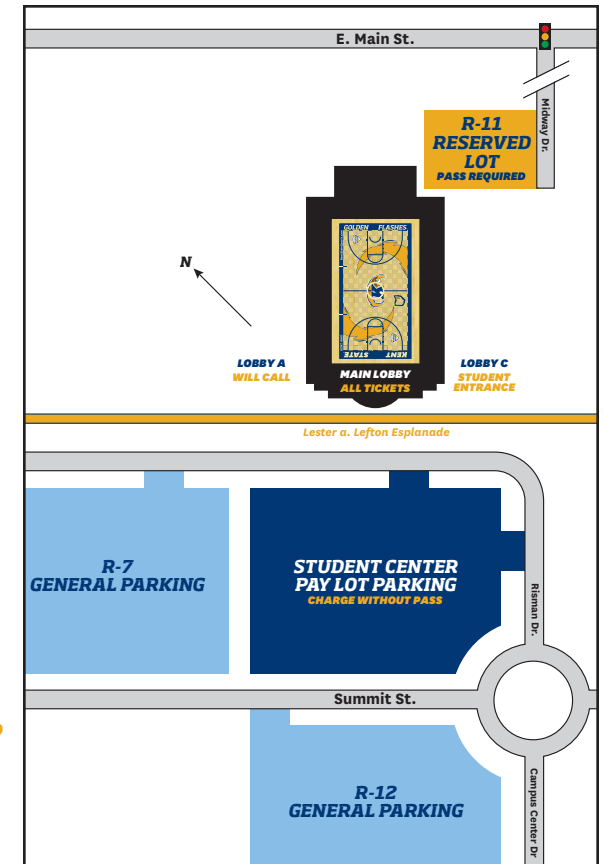 E. Main St.
Midway Dr.
R-11
RESERVED
LOT
PASS REQUIRED
GOLDEN FLASHES
N
STATE KENT
LOBBY A
WILL CALL
MAIN LOBBY
ALL TICKETS
LOBBY C
STUDENT
ENTRANCE
Lester a. Lefton Esplanade
R-7
GENERAL PARKING
STUDENT CENTER
PAY LOT PARKING
CHARGE WITHOUT PASS
Risman Dr.
Summit St.
R-12
GENERAL PARKING
Campus Center Dr